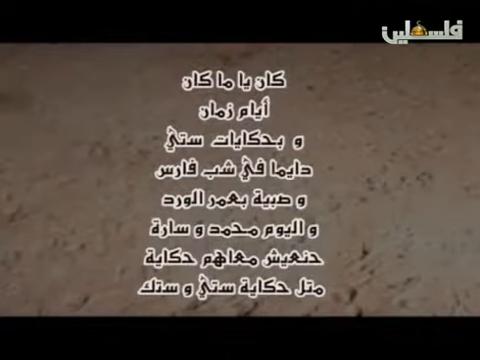 فلسطين
كان يا ما كان
أيام زمان
و بحكايات ستي
دايما في شب فارس
و صبية بعمر الورد
و اليوم محمد و سارة
حنعيش معاهم حكاية
متل حكاية ستي و ستك